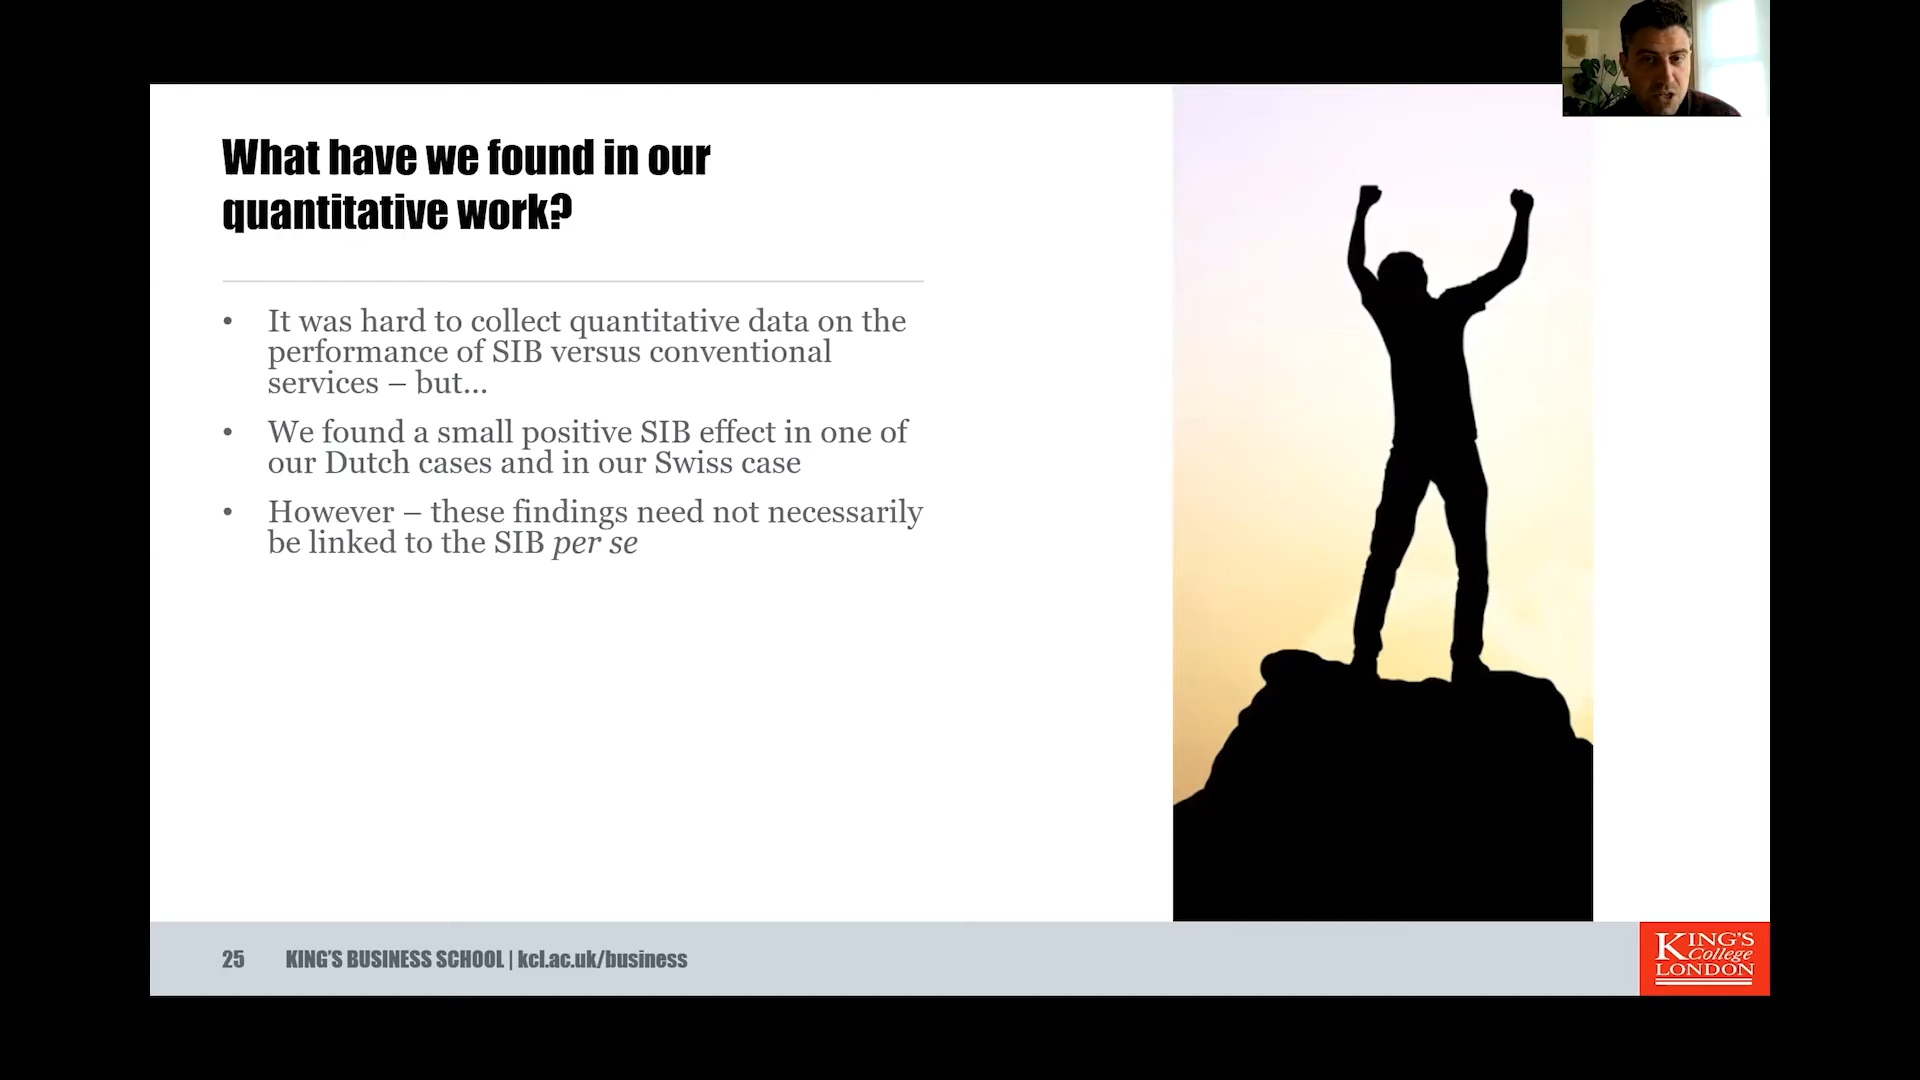 What have we found in our
quantitative work?
• It was hard to collect quantitative data on the
performance of SIB versus conventional
services – but...
• We found a small positive SIB effect in one of
our Dutch cases and in our Swiss case
• However – these findings need not necessarily
be linked to the SIB per se
25 KING'S BUSINESS SCHOOL | kcl.ac.uk/business
KING'S
College
LONDON